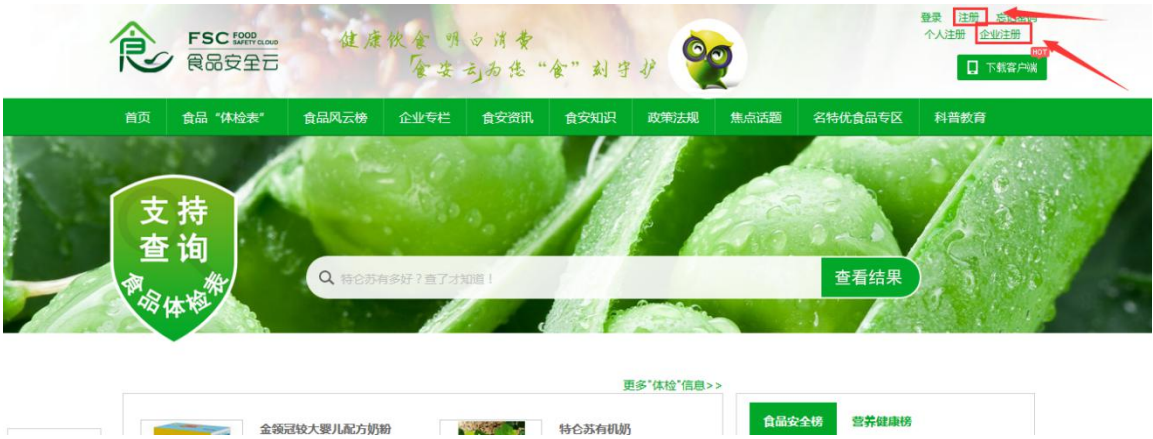 登录 注册
个人注册 企业注册
HOT
下载客户端
食
FSC FOOD SAFETY CLOUD
食品安全云
健康饮食 明白消费
「食安云」为您“食”刻守护
首页 食品“体检表” 食品风云榜 企业专栏 食安资讯 食安知识 政策法规 焦点话题 名特优食品专区 科普教育
支持
查询
食品体检表
特仑苏有多好?查了才知道!
查看结果
更多"体检"信息>>
金领冠较大婴儿配方奶粉
特仑苏有机奶
食品安全榜 营养健康榜